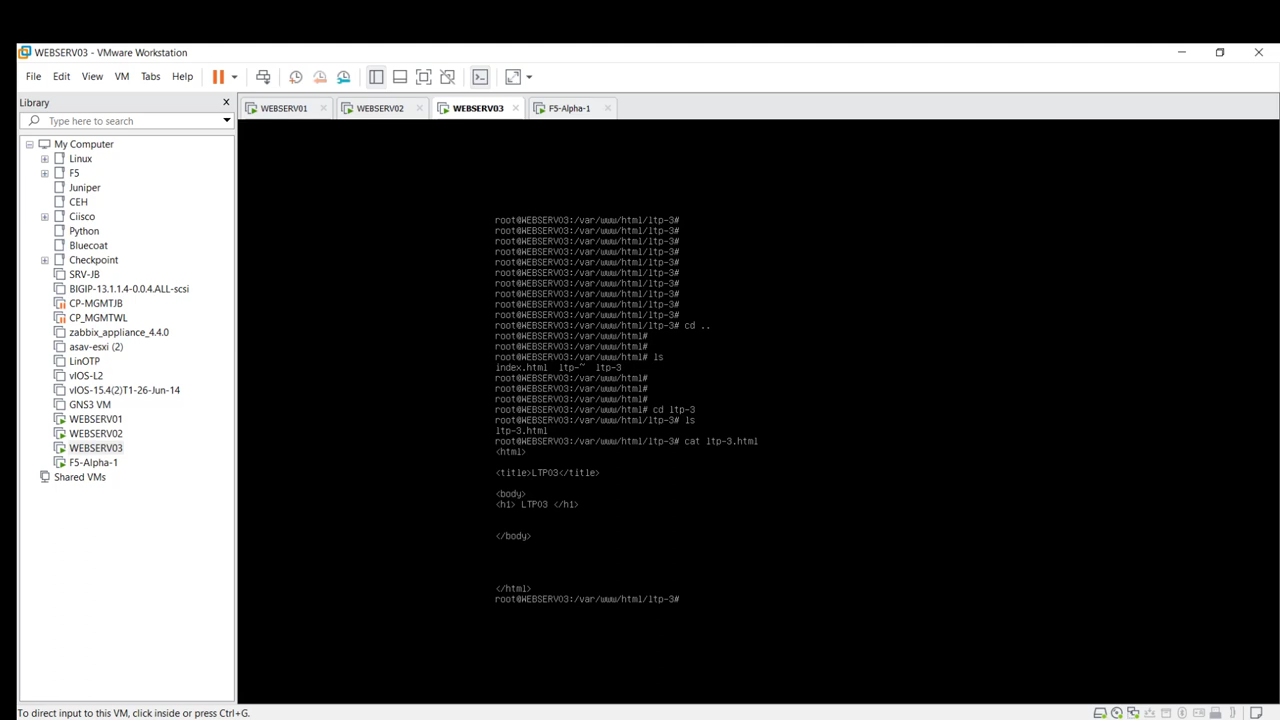 WEBSERV03 - VMware Workstation
File Edit View VM Tabs Help
Library
Type here to search
My Computer
Linux
F5
Juniper
CEH
Ciisco
Python
Bluecoat
Checkpoint
SRV-JB
BIGIP-13.1.1.4-0.0.4.ALL-scsi
CP-MGMTJB
CP_MGMTWL
zabbix_appliance_4.4.0
asav-esxi (2)
LinOTP
vIOS-L2
vIOS-15.4(2)T1-26-Jun-14
GNS3 VM
WEBSERV01
WEBSERV02
WEBSERV03
F5-Alpha-1
Shared VMs
WEBSERV01 WEBSERV02 WEBSERV03 F5-Alpha-1
root@WEBSERV03:/var/www/html/ltp-3#
root@WEBSERV03:/var/www/html/ltp-3#
root@WEBSERV03:/var/www/html/ltp-3#
root@WEBSERV03:/var/www/html/ltp-3#
root@WEBSERV03:/var/www/html/ltp-3#
root@WEBSERV03:/var/www/html/ltp-3#
root@WEBSERV03:/var/www/html/ltp-3#
root@WEBSERV03:/var/www/html/ltp-3#
root@WEBSERV03:/var/www/html/ltp-3#
root@WEBSERV03:/var/www/html/ltp-3#
root@WEBSERV03:/var/www/html/ltp-3# cd ..
root@WEBSERV03:/var/www/html#
root@WEBSERV03:/var/www/html#
root@WEBSERV03:/var/www/html# ls
index.html ltp-~ ltp-3
root@WEBSERV03:/var/www/html#
root@WEBSERV03:/var/www/html#
root@WEBSERV03:/var/www/html#
root@WEBSERV03:/var/www/html# cd ltp-3
root@WEBSERV03:/var/www/html/ltp-3# ls
ltp-3.html
root@WEBSERV03:/var/www/html/ltp-3# cat ltp-3.html
<html>
<title>LTP03</title>
<body>
<h1> LTP03 </h1>
</body>
</html>
root@WEBSERV03:/var/www/html/ltp-3#
To direct input to this VM, click inside or press Ctrl+G.